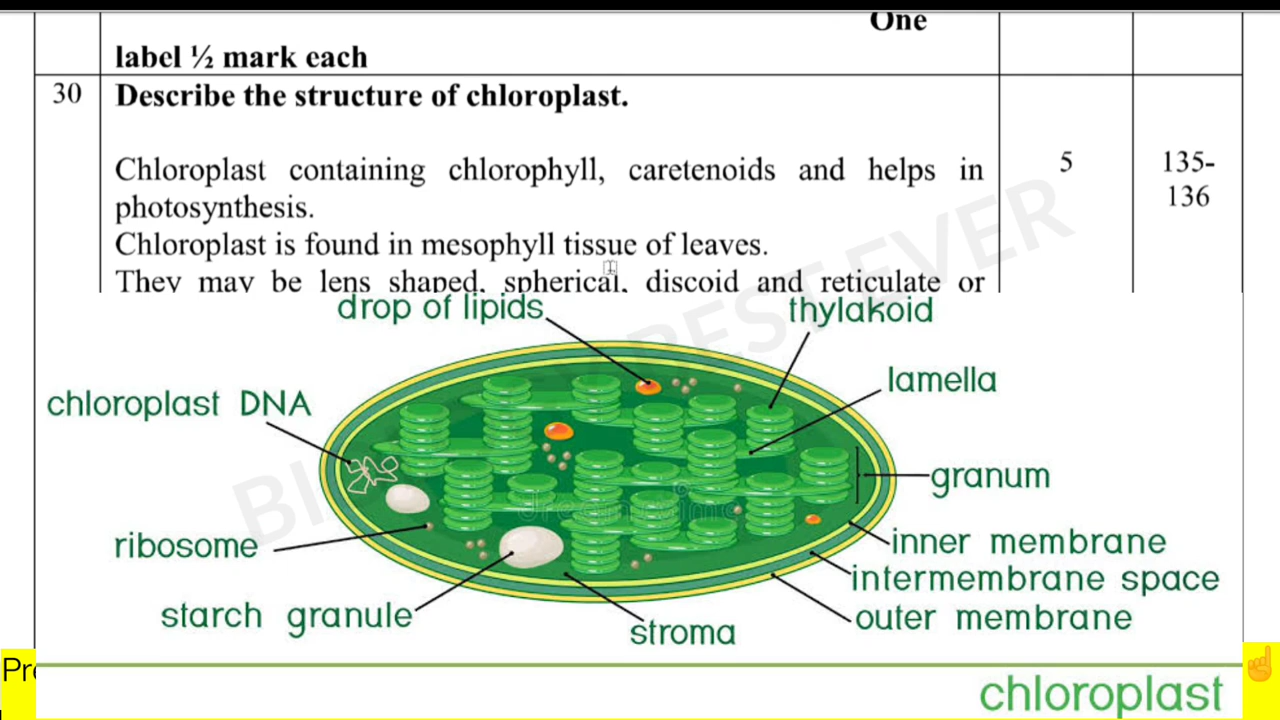 One
label ½ mark each
30 Describe the structure of chloroplast.
Chloroplast containing chlorophyll, caretenoids and helps in 5 135-
photosynthesis. 136
Chloroplast is found in mesophyll tissue of leaves.
They may be lens shaped, spherical, discoid and reticulate or
drop of lipids
thylakoid
lamella
chloroplast DNA
granum
ribosome
inner membrane
intermembrane space
starch granule
outer membrane
stroma
chloroplast
BEST EVER
dreamstime